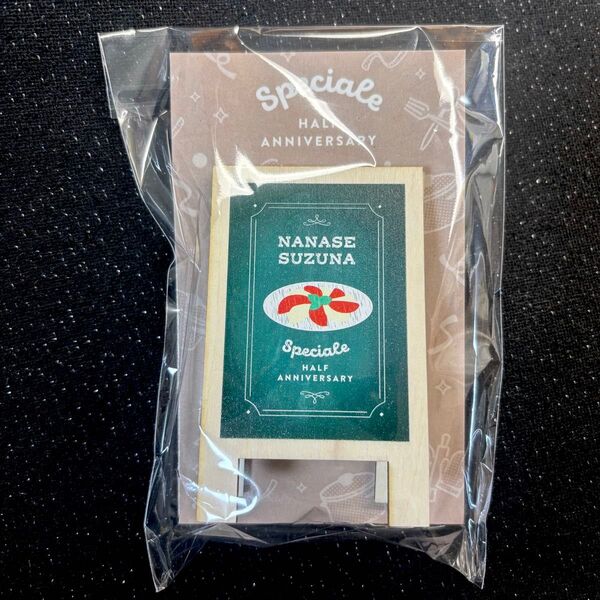 Speciale
HALF
ANNIVERSARY
NANASE
SUZUNA
Speciale
HALF
ANNIVERSARY